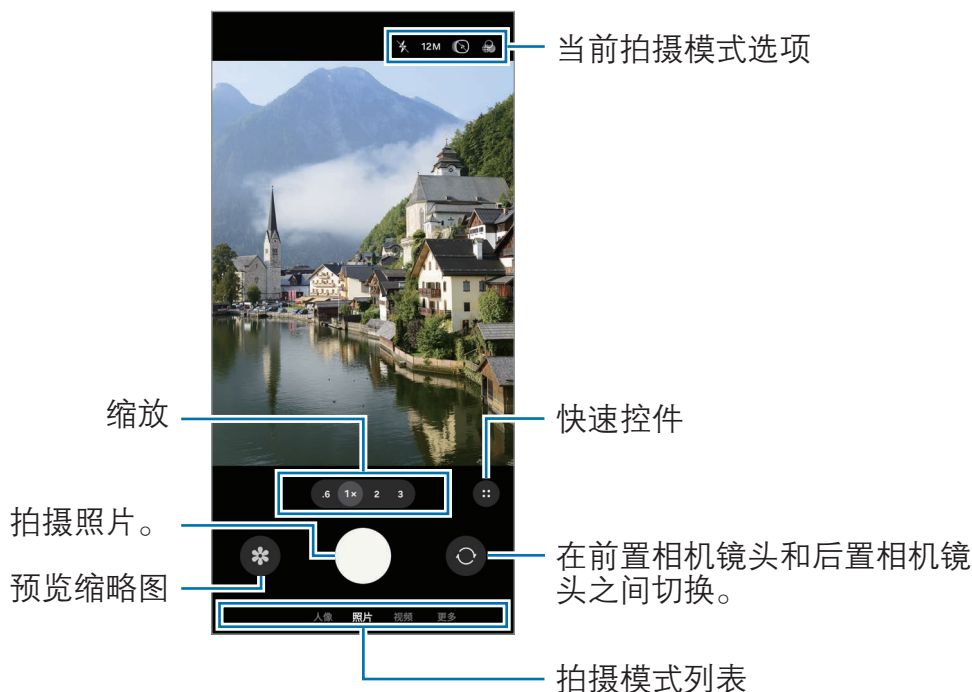 12M
当前拍摄模式选项
缩放
快速控件
.6 1× 2 3
拍摄照片。
预览缩略图
在前置相机镜头和后置相机镜
头之间切换。
人像 照片 视频 更多
拍摄模式列表